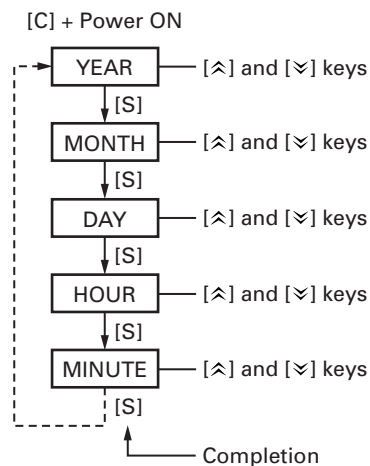 [C] + Power ON
YEAR [︽] and [︾] keys
[S]
MONTH [︽] and [︾] keys
[S]
DAY [︽] and [︾] keys
[S]
HOUR [︽] and [︾] keys
[S]
MINUTE [︽] and [︾] keys
[S]
Completion